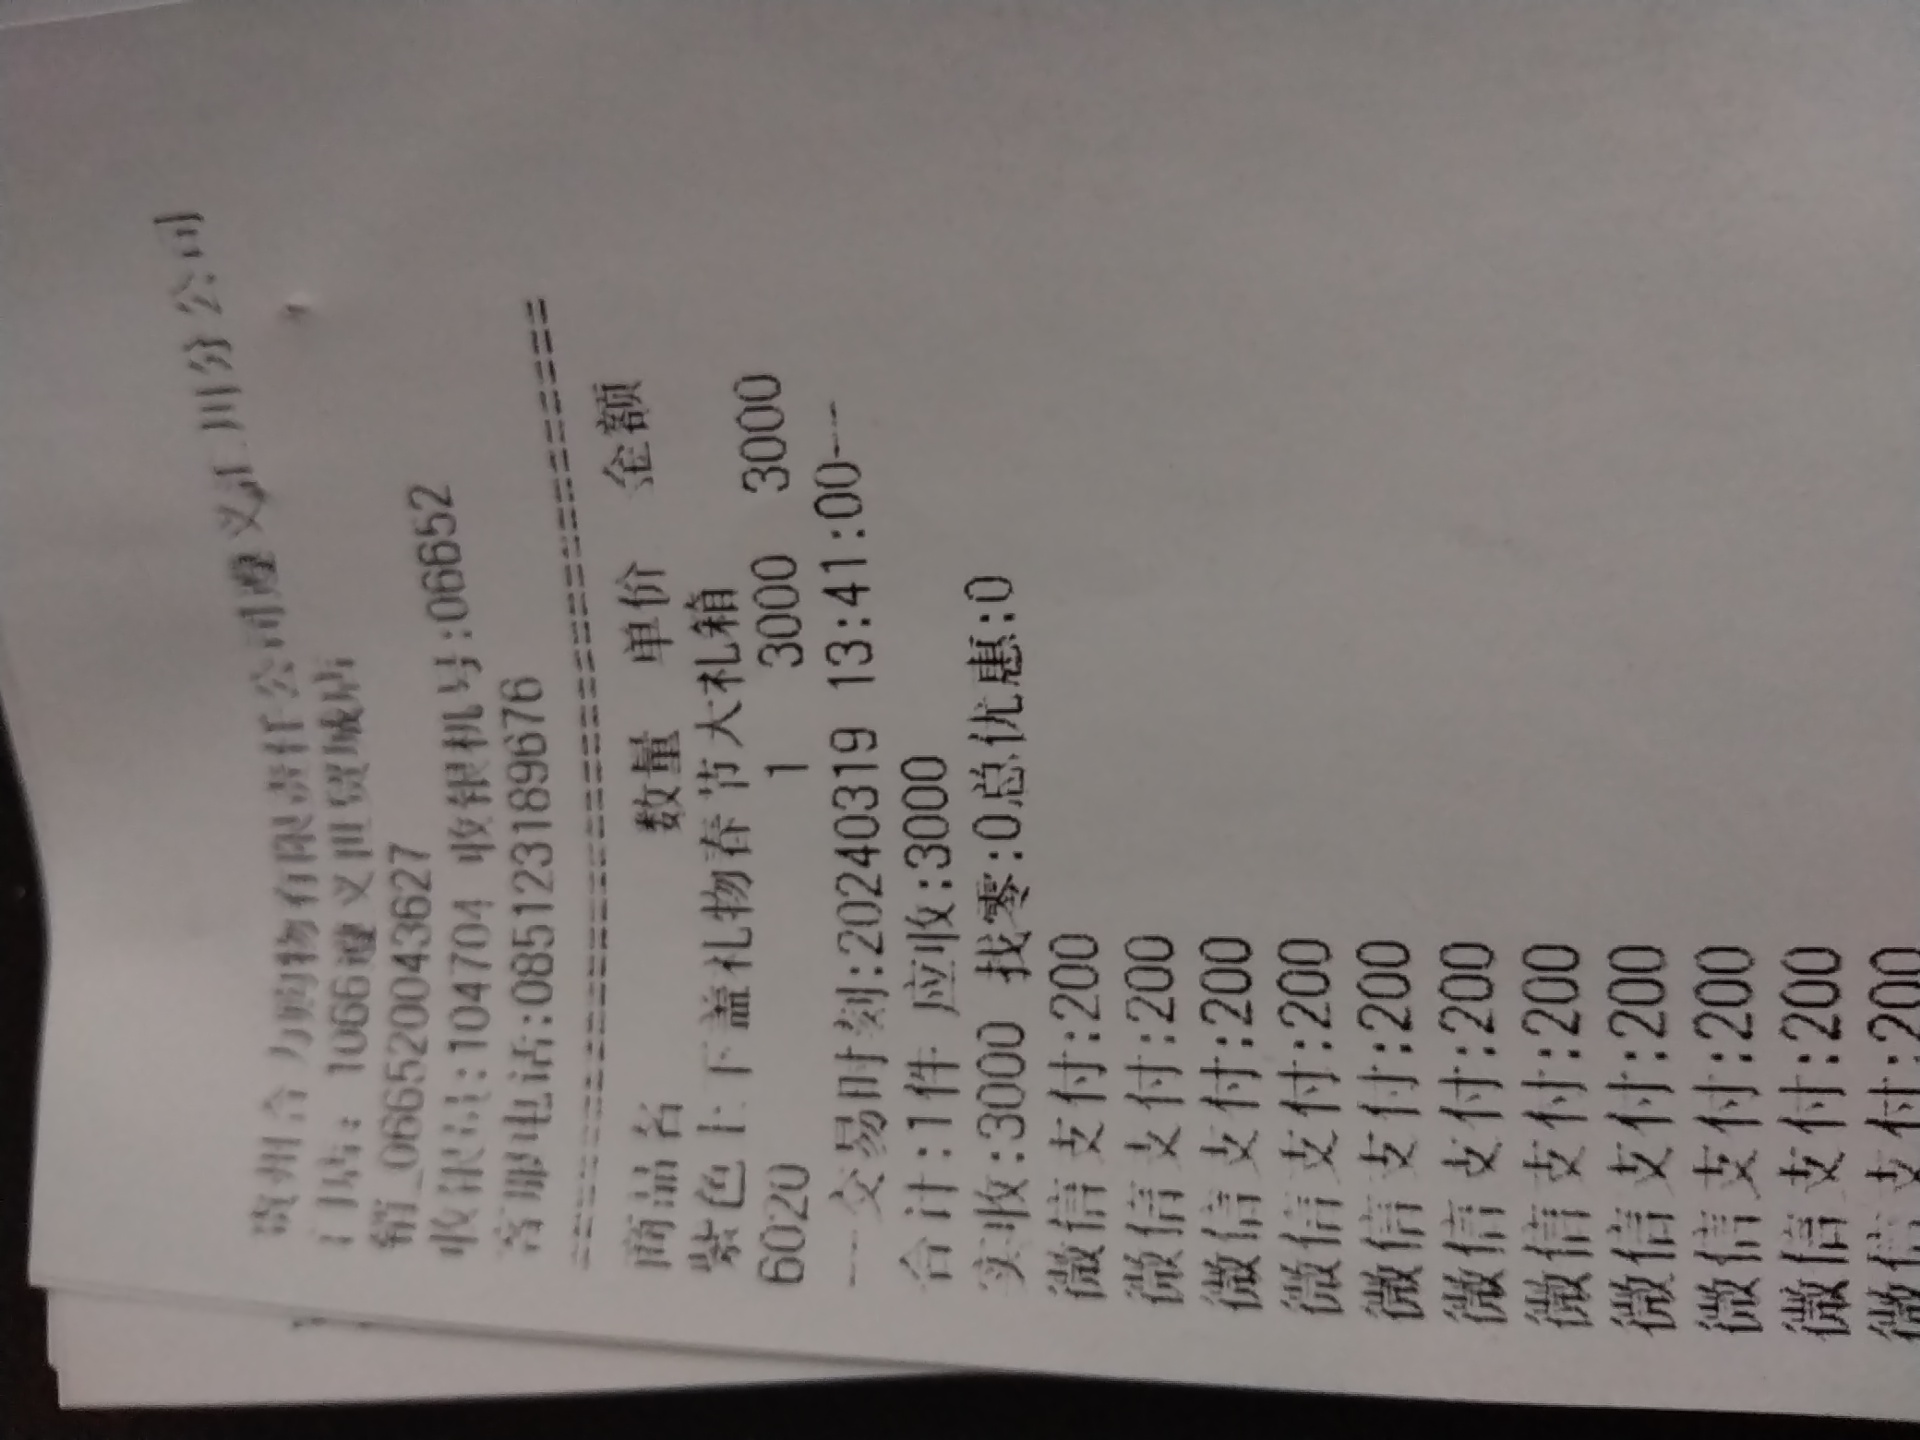 贵州合力购物有限责任公司遵义汇川分公司
门店: 1066遵义世贸城店
销_066520043627
收银员:104704 收银机号:06652
客服电话:085123189676
==========================================
商品名 数量 单价 金额
紫色上下盖礼物春节大礼箱
6020 1 3000 3000
---交易时刻:20240319 13:41:00---
合计:1件 应收:3000
实收:3000 找零:0总优惠:0
微信支付:200
微信支付:200
微信支付:200
微信支付:200
微信支付:200
微信支付:200
微信支付:200
微信支付:200
微信支付:200
微信支付:200
微信支付:200